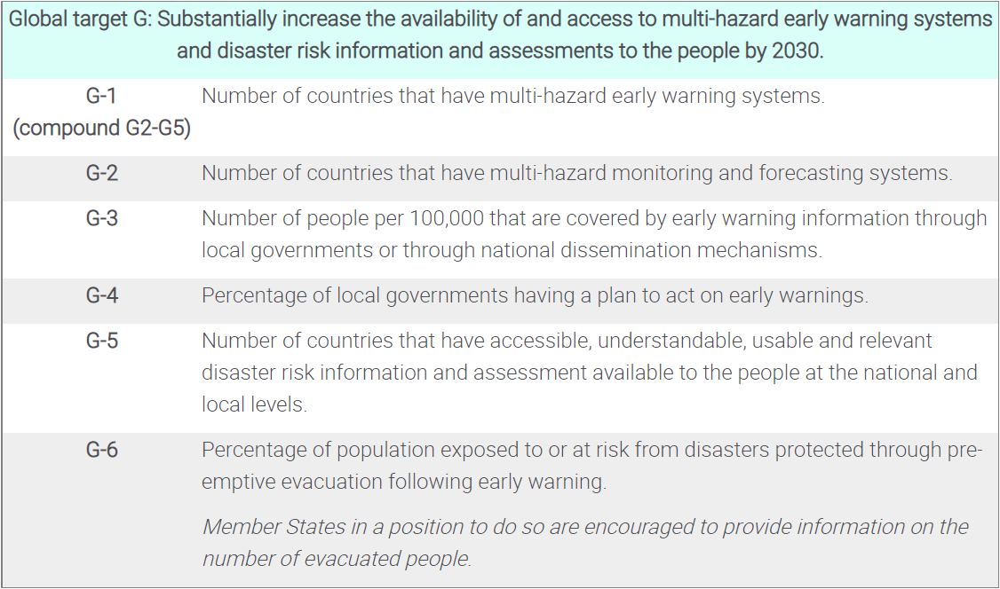 Global target G: Substantially increase the availability of and access to multi-hazard early warning systems
and disaster risk information and assessments to the people by 2030.
G-1
(compound G2-G5)
Number of countries that have multi-hazard early warning systems.
G-2
Number of countries that have multi-hazard monitoring and forecasting systems.
G-3
Number of people per 100,000 that are covered by early warning information through
local governments or through national dissemination mechanisms.
G-4
Percentage of local governments having a plan to act on early warnings.
G-5
Number of countries that have accessible, understandable, usable and relevant
disaster risk information and assessment available to the people at the national and
local levels.
G-6
Percentage of population exposed to or at risk from disasters protected through pre-
emptive evacuation following early warning.
Member States in a position to do so are encouraged to provide information on the
number of evacuated people.